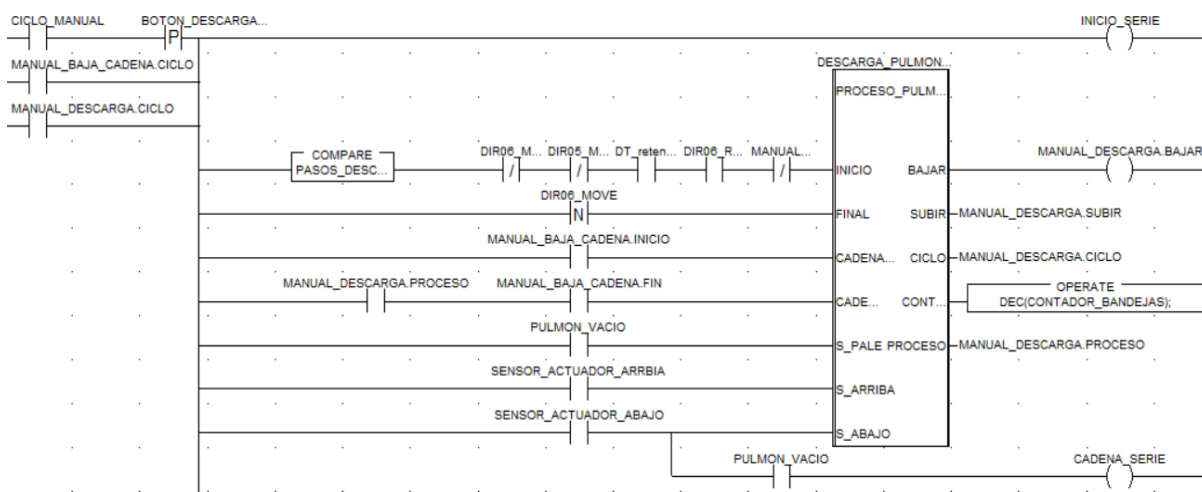 CICLO_MANUAL BOTON_DESCARGA... INICIO_SERIE
P
MANUAL_BAJA_CADENA.CICLO DESCARGA_PULMON...
PROCESO_PULM...
MANUAL_DESCARGA.CICLO
COMPARE DIR06_M... DIR05_M... DT_reten... DIR06_R... MANUAL... MANUAL_DESCARGA.BAJAR
PASOS_DESC... / / / INICIO BAJAR
DIR06_MOVE
N FINAL SUBIR MANUAL_DESCARGA.SUBIR
MANUAL_BAJA_CADENA.INICIO
CADENA... CICLO MANUAL_DESCARGA.CICLO
MANUAL_DESCARGA.PROCESO MANUAL_BAJA_CADENA.FIN OPERATE
CADE... CONT... DEC(CONTADOR_BANDEJAS);
PULMON_VACIO
S_PALE PROCESO MANUAL_DESCARGA.PROCESO
SENSOR_ACTUADOR_ARRBIA
S_ARRIBA
SENSOR_ACTUADOR_ABAJO
S_ABAJO
PULMON_VACIO CADENA_SERIE